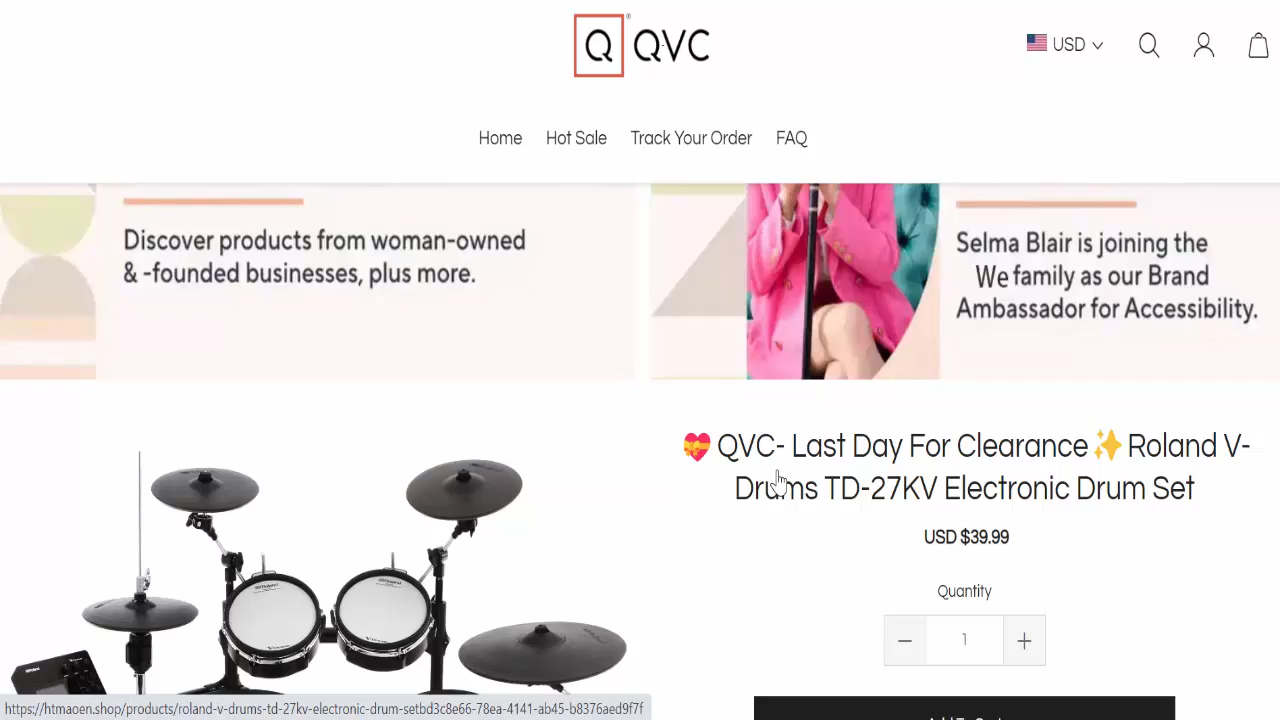 Q QVC
USD
Home Hot Sale Track Your Order FAQ
Discover products from woman-owned
& -founded businesses, plus more.
Selma Blair is joining the
We family as our Brand
Ambassador for Accessibility.
💝 QVC- Last Day For Clearance ✨ Roland V-
Drums TD-27KV Electronic Drum Set
USD $39.99
Quantity
− 1 +
https://htmaoen.shop/products/roland-v-drums-td-27kv-electronic-drum-setbd3c8e66-78ea-4141-ab45-b8376aed9f7f